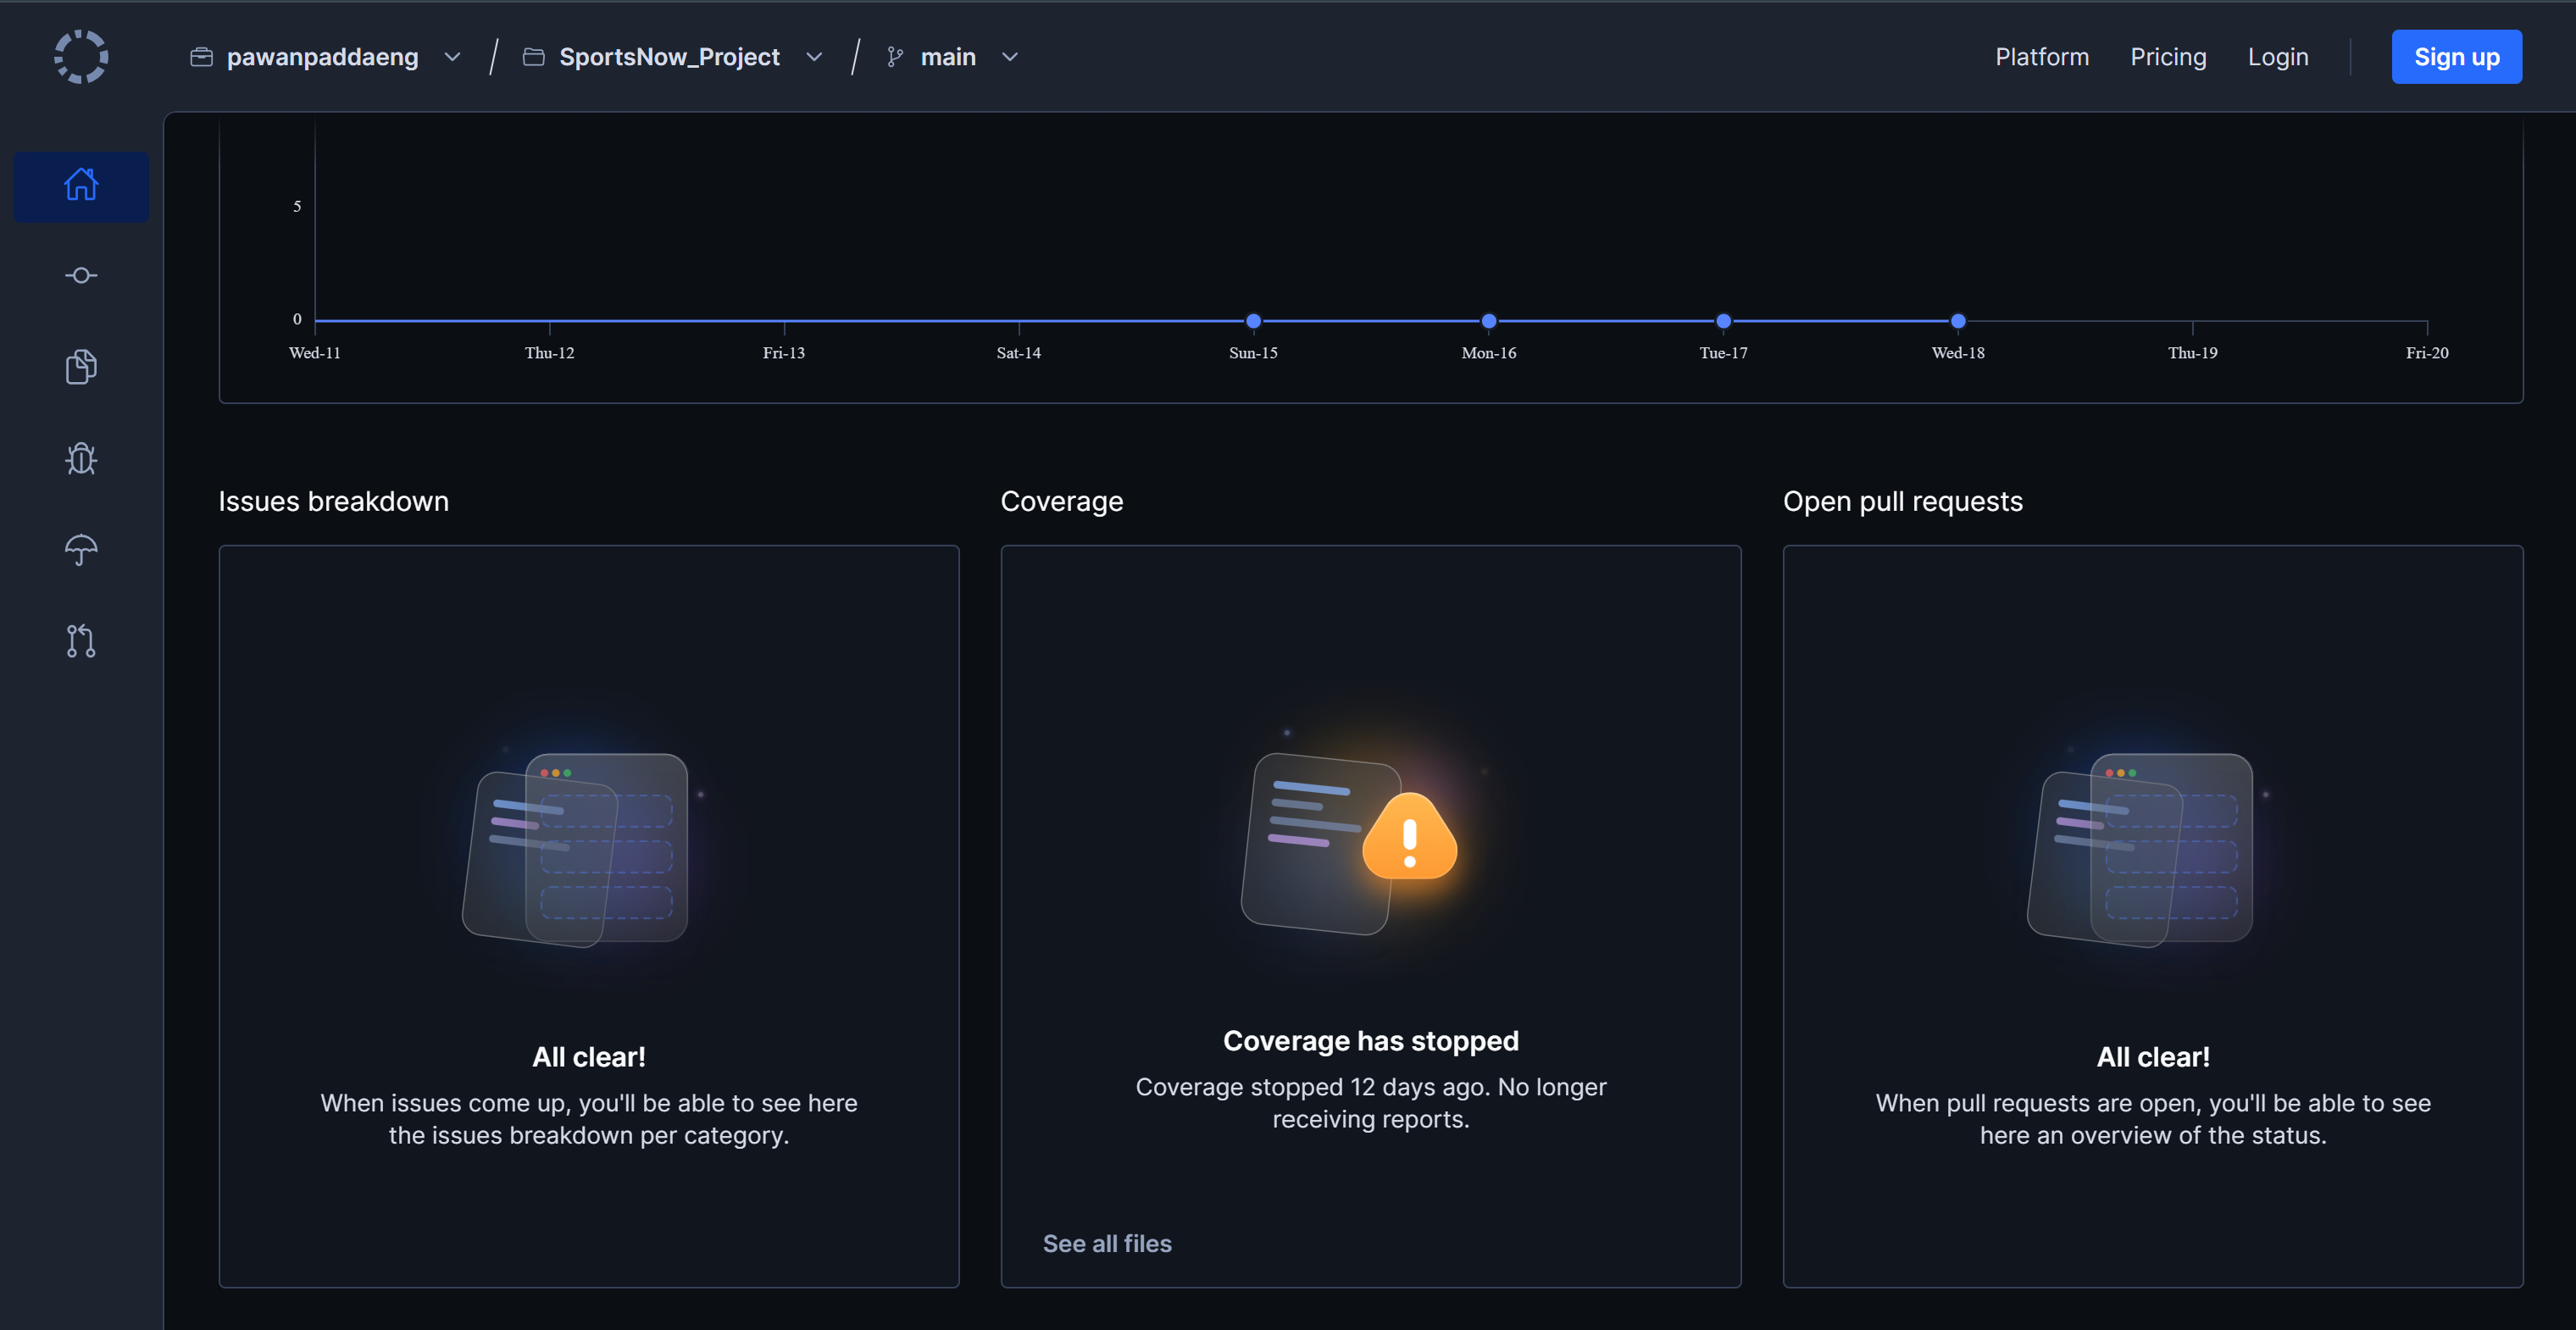 pawanpaddaeng / SportsNow_Project / main
Platform Pricing Login Sign up
5
0
Wed-11 Thu-12 Fri-13 Sat-14 Sun-15 Mon-16 Tue-17 Wed-18 Thu-19 Fri-20
Issues breakdown
All clear!
When issues come up, you'll be able to see here
the issues breakdown per category.
Coverage
Coverage has stopped
Coverage stopped 12 days ago. No longer
receiving reports.
See all files
Open pull requests
All clear!
When pull requests are open, you'll be able to see
here an overview of the status.